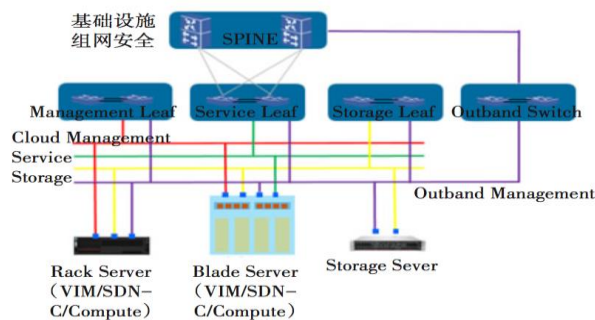 基础设施
组网安全
SPINE
Management Leaf
Service Leaf
Storage Leaf
Outband Switch
Cloud Management
Service
Storage
Outband Management
Rack Server
（VIM/SDN–
C/Compute）
Blade Server
（VIM/SDN–
C/Compute）
Storage Sever